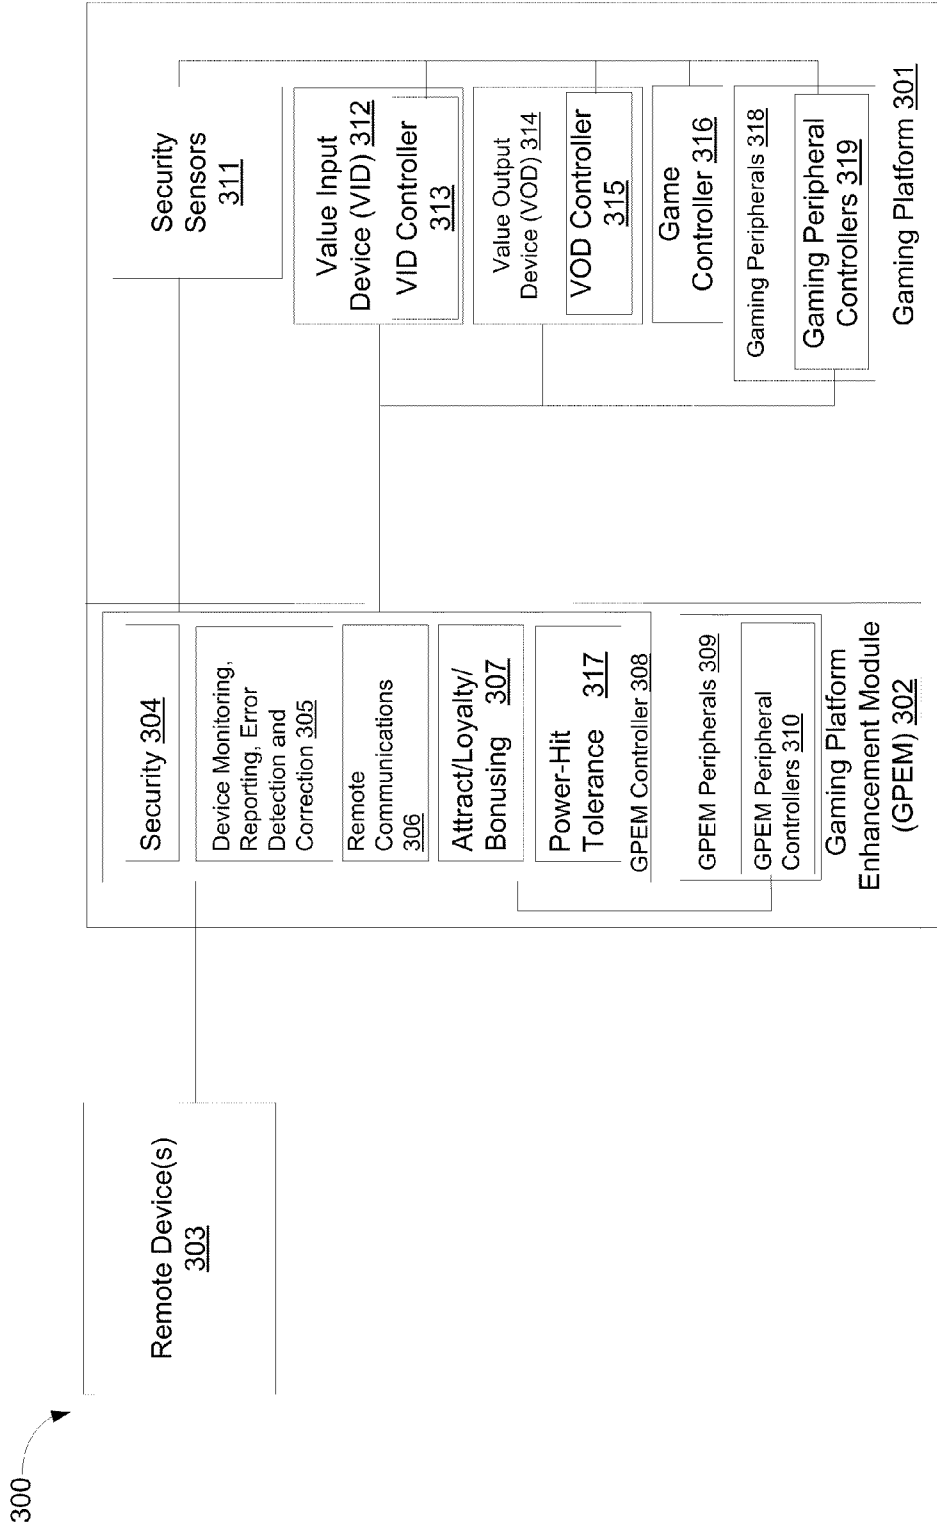 300
Remote Device(s)
303
Security 304
Device Monitoring,
Reporting, Error
Detection and
Correction 305
Remote
Communications
306
Attract/Loyalty/
Bonusing 307
Power-Hit
Tolerance 317
GPEM Controller 308
GPEM Peripherals 309
GPEM Peripheral
Controllers 310
Gaming Platform
Enhancement Module
(GPEM) 302
Security
Sensors
311
Value Input
Device (VID) 312
VID Controller
313
Value Output
Device (VOD) 314
VOD Controller
315
Game
Controller 316
Gaming Peripherals 318
Gaming Peripheral
Controllers 319
Gaming Platform 301